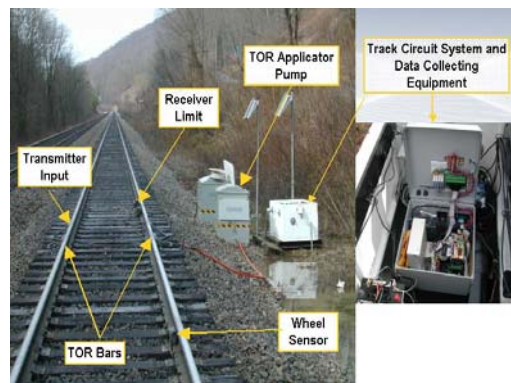 TOR Applicator
Pump
Track Circuit System and
Data Collecting
Equipment
Receiver
Limit
Transmitter
Input
TOR Bars
Wheel
Sensor